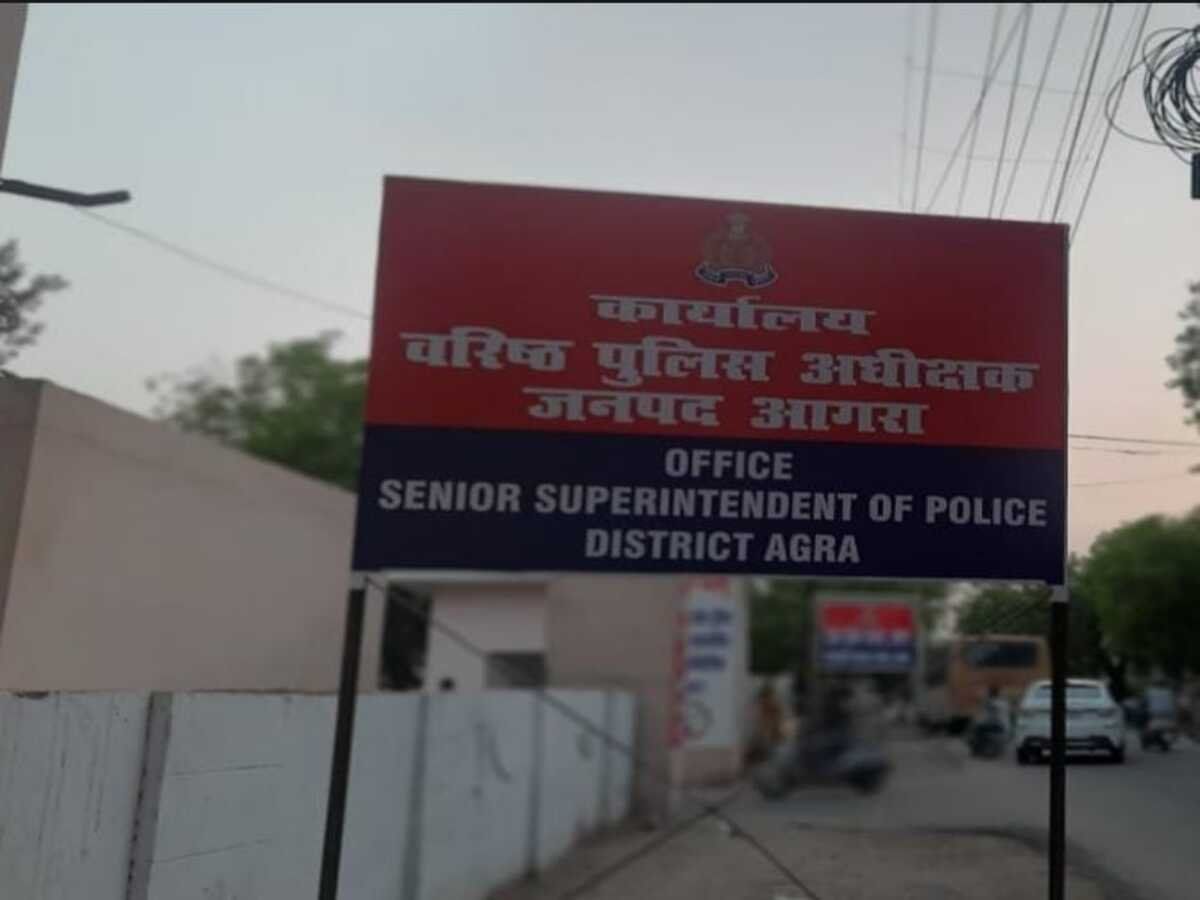 कार्यालय
वरिष्ठ पुलिस अधीक्षक
जनपद आगरा
OFFICE
SENIOR SUPERINTENDENT OF POLICE
DISTRICT AGRA